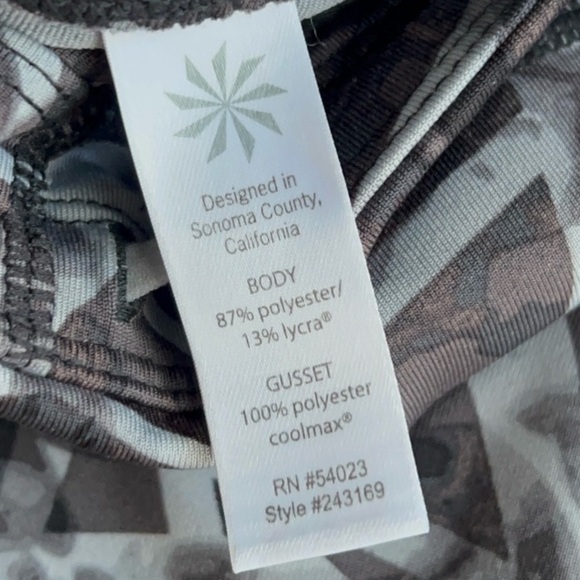 Designed in
Sonoma County,
California
BODY
87% polyester/
13% lycra®
GUSSET
100% polyester
coolmax®
RN #54023
Style #243169